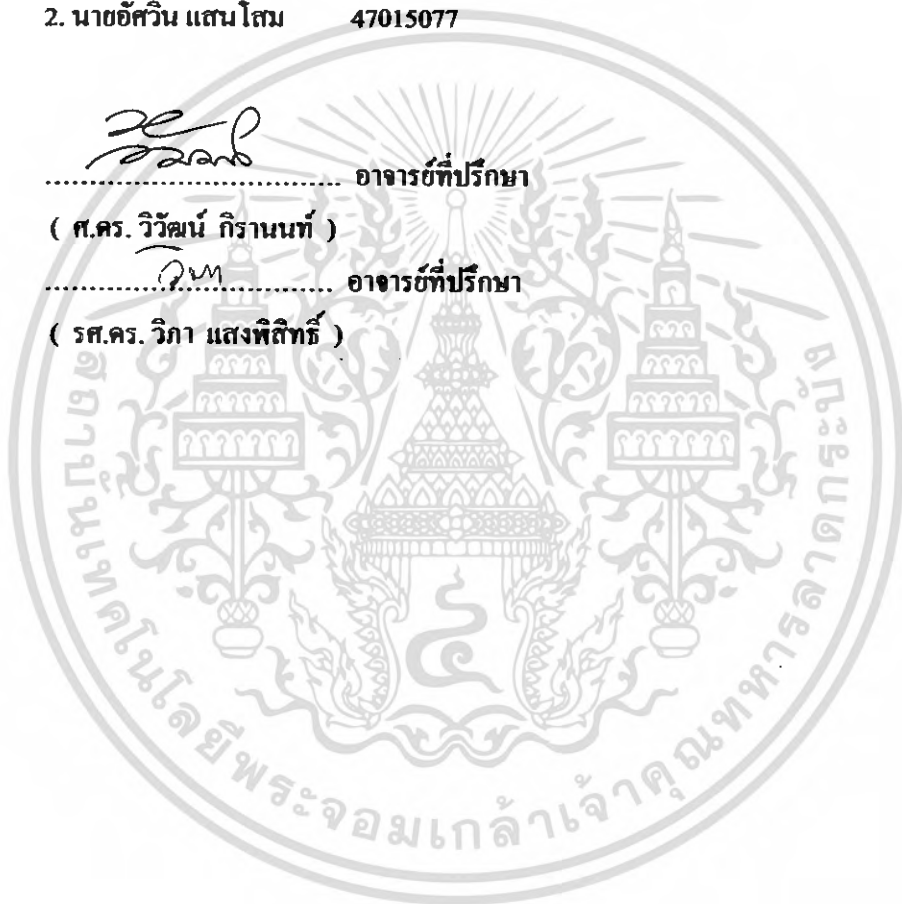 2. นายอัศวิน แสนโสม 47015077
................................. อาจารย์ที่ปรึกษา
( ศ.ดร. วิวัฒน์ กิรานนท์ )
................................. อาจารย์ที่ปรึกษา
( รศ.ดร. วิภา แสงพิสิทธิ์ )
สถาบันเทคโนโลยีพระจอมเกล้าเจ้าคุณทหารลาดกระบัง